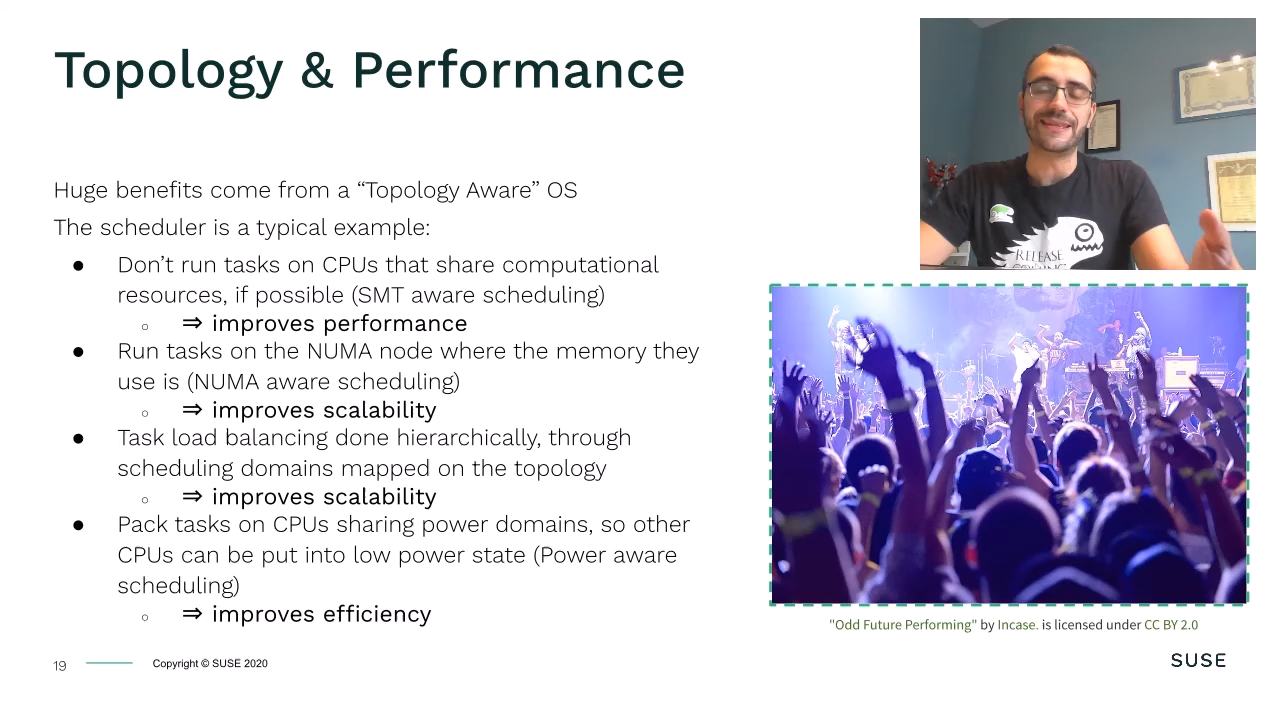 Topology & Performance
Huge benefits come from a “Topology Aware” OS
The scheduler is a typical example:
● Don’t run tasks on CPUs that share computational
resources, if possible (SMT aware scheduling)
○ ⇒ improves performance
● Run tasks on the NUMA node where the memory they
use is (NUMA aware scheduling)
○ ⇒ improves scalability
● Task load balancing done hierarchically, through
scheduling domains mapped on the topology
○ ⇒ improves scalability
● Pack tasks on CPUs sharing power domains, so other
CPUs can be put into low power state (Power aware
scheduling)
○ ⇒ improves efficiency
RELEASE
"Odd Future Performing" by Incase. is licensed under CC BY 2.0
19
Copyright © SUSE 2020
SUSE